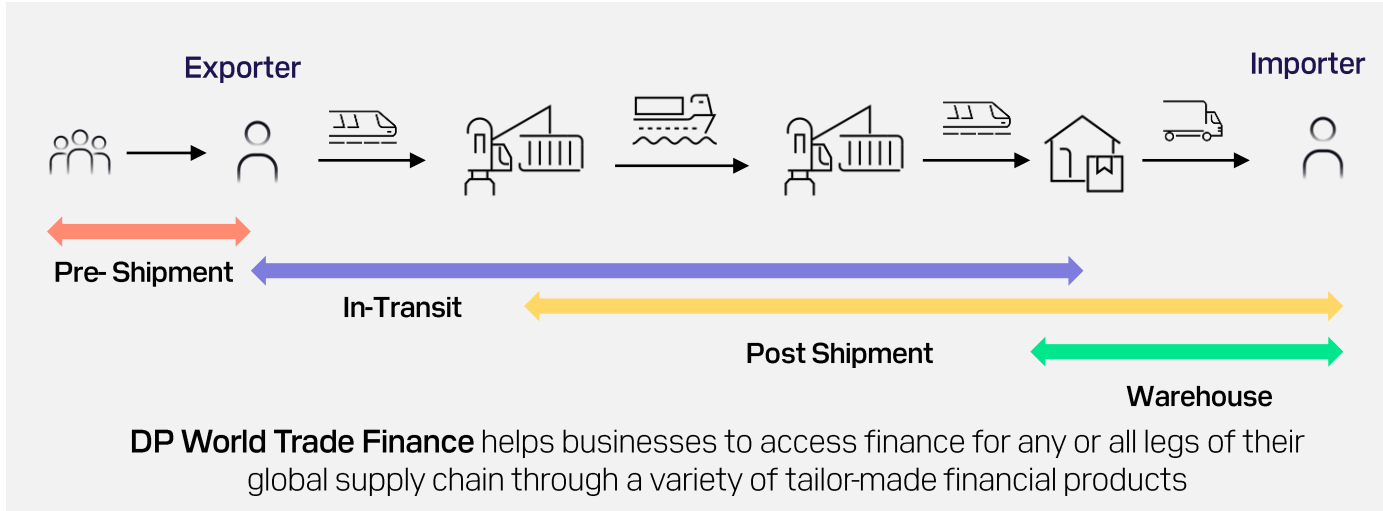 Exporter
Importer
Pre- Shipment
In-Transit
Post Shipment
Warehouse
DP World Trade Finance helps businesses to access finance for any or all legs of their
global supply chain through a variety of tailor-made financial products